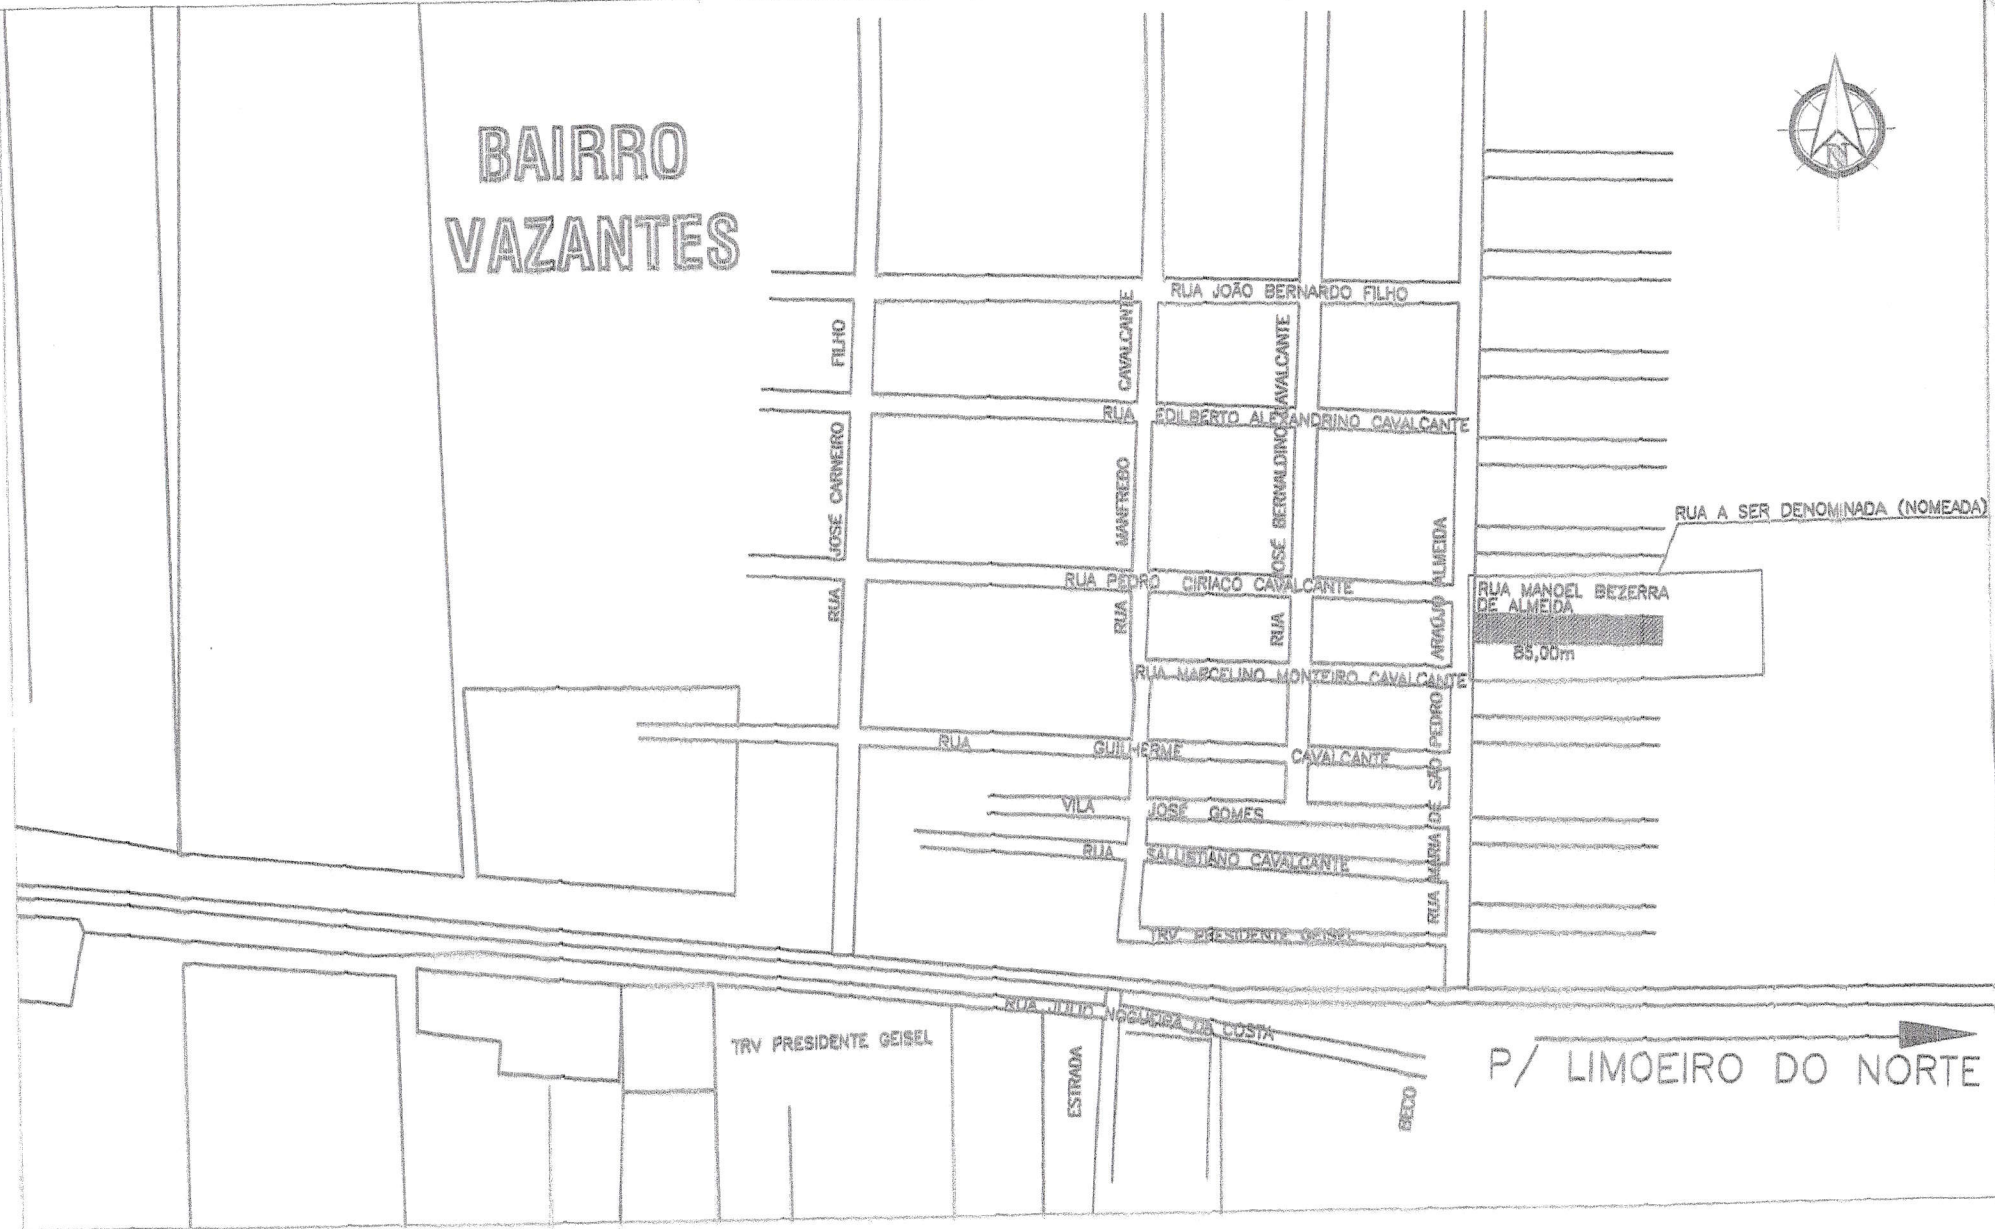 BAIRRO
VAZANTES
N
RUA JOÃO BERNARDO FILHO
RUA EDILBERTO ALEXANDRINO CAVALCANTE
RUA PEDRO CIRIACO CAVALCANTE
RUA MARCELINO MONTEIRO CAVALCANTE
RUA GUILHERME CAVALCANTE
VILA JOSÉ GOMES
RUA SALUSTIANO CAVALCANTE
TRV PRESIDENTE GEISEL
RUA JOSÉ CARNEIRO FILHO
RUA MANFREDO CAVALCANTE
RUA JOSÉ BERNALDINO CAVALCANTE
RUA MARIA DE SÃO PEDRO ARAÚJO ALMEIDA
RUA A SER DENOMINADA (NOMEADA)
RUA MANOEL BEZERRA
DE ALMEIDA
85,00m
RUA JULIO NOGUEIRA DA COSTA
TRV PRESIDENTE GEISEL
ESTRADA
BECO
P/ LIMOEIRO DO NORTE